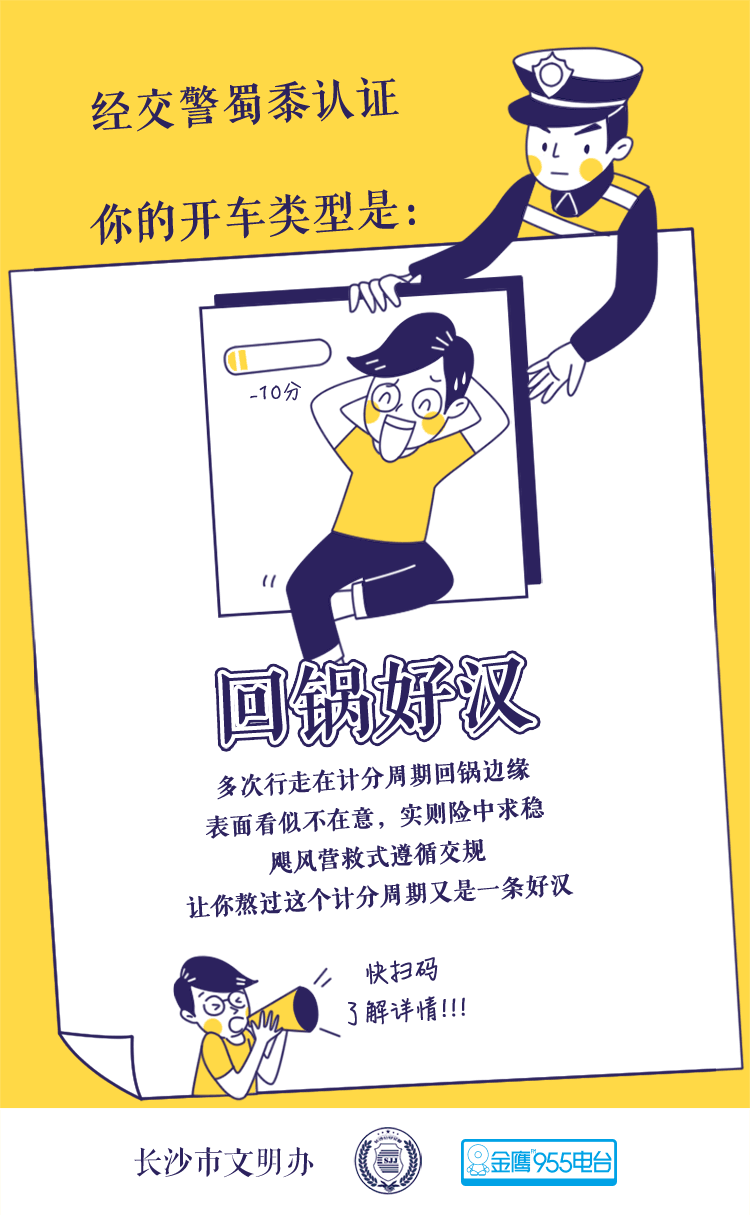 经交警蜀黍认证
你的开车类型是：
-10分
回锅好汉
多次行走在计分周期回锅边缘
表面看似不在意，实则险中求稳
飓风营救式遵循交规
让你熬过这个计分周期又是一条好汉
快扫码
了解详情!!!
长沙市文明办
SJJ
金鹰955电台